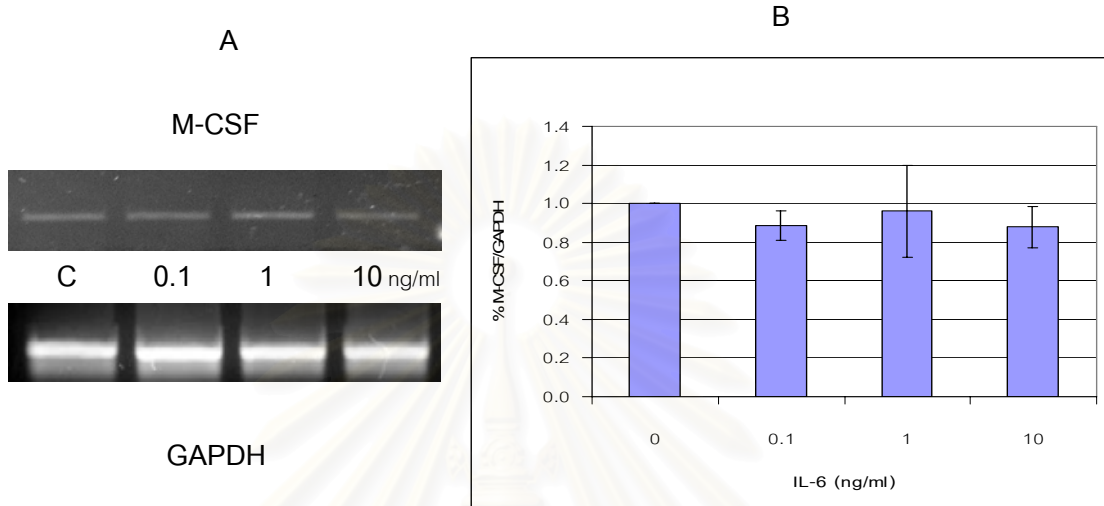 A
M-CSF
C 0.1 1 10 ng/ml
GAPDH
B
% M-CSF/GAPDH
1.4
1.2
1.0
0.8
0.6
0.4
0.2
0.0
0 0.1 1 10
IL-6 (ng/ml)